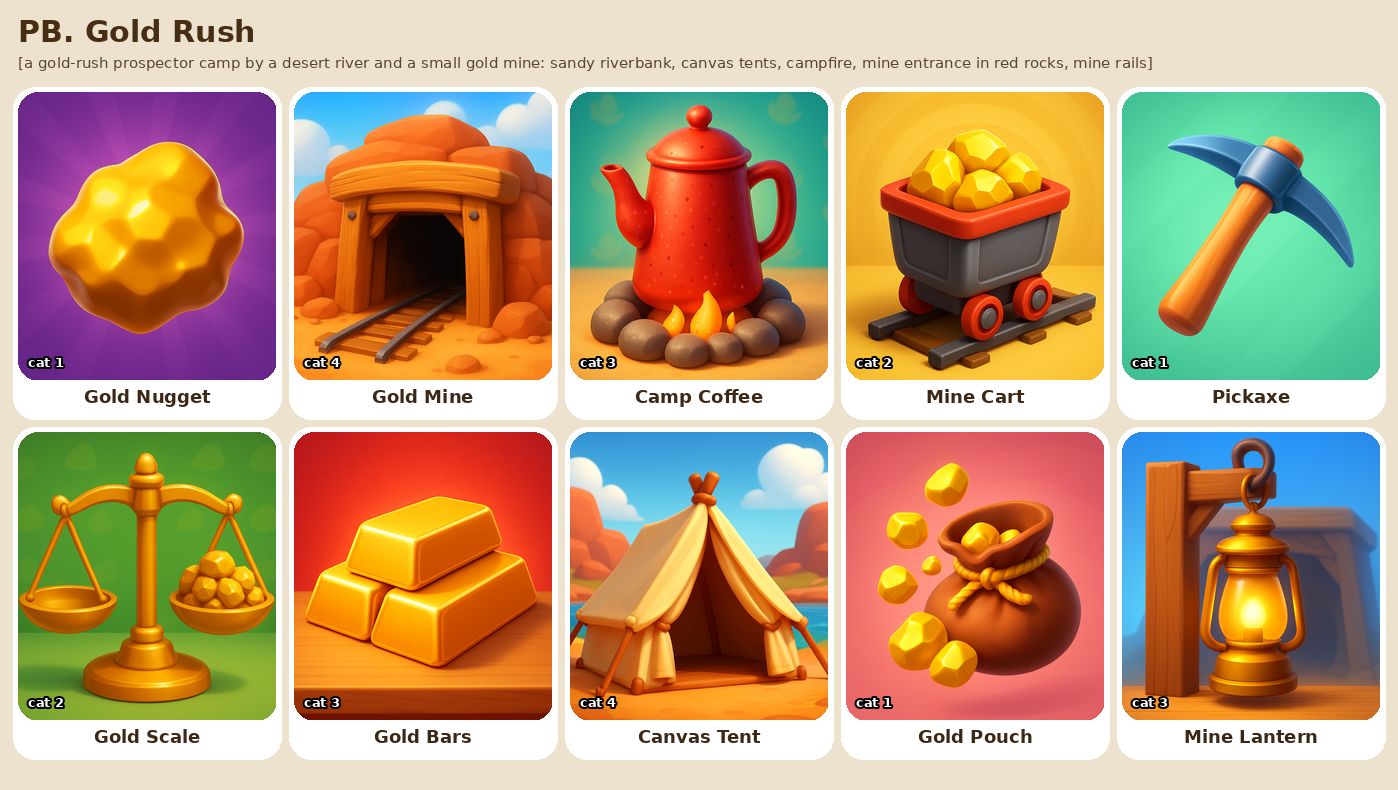 PB. Gold Rush
[a gold-rush prospector camp by a desert river and a small gold mine: sandy riverbank, canvas tents, campfire, mine entrance in red rocks, mine rails]
cat 1
Gold Nugget
cat 4
Gold Mine
cat 3
Camp Coffee
cat 2
Mine Cart
cat 1
Pickaxe
cat 2
Gold Scale
cat 3
Gold Bars
cat 4
Canvas Tent
cat 1
Gold Pouch
cat 3
Mine Lantern